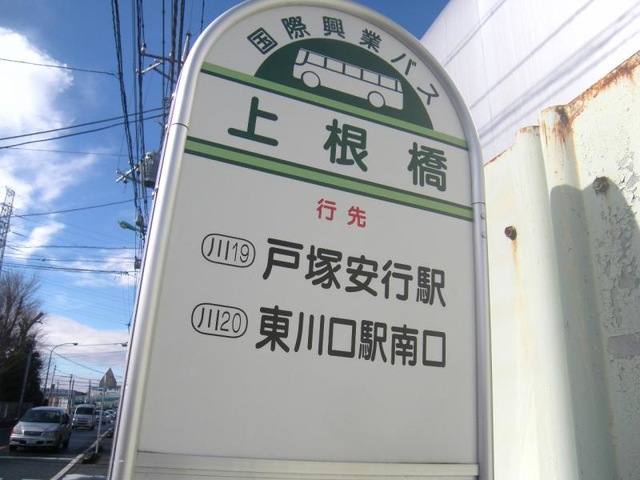 国際興業バス
上根橋
行先
川19 戸塚安行駅
川20 東川口駅南口